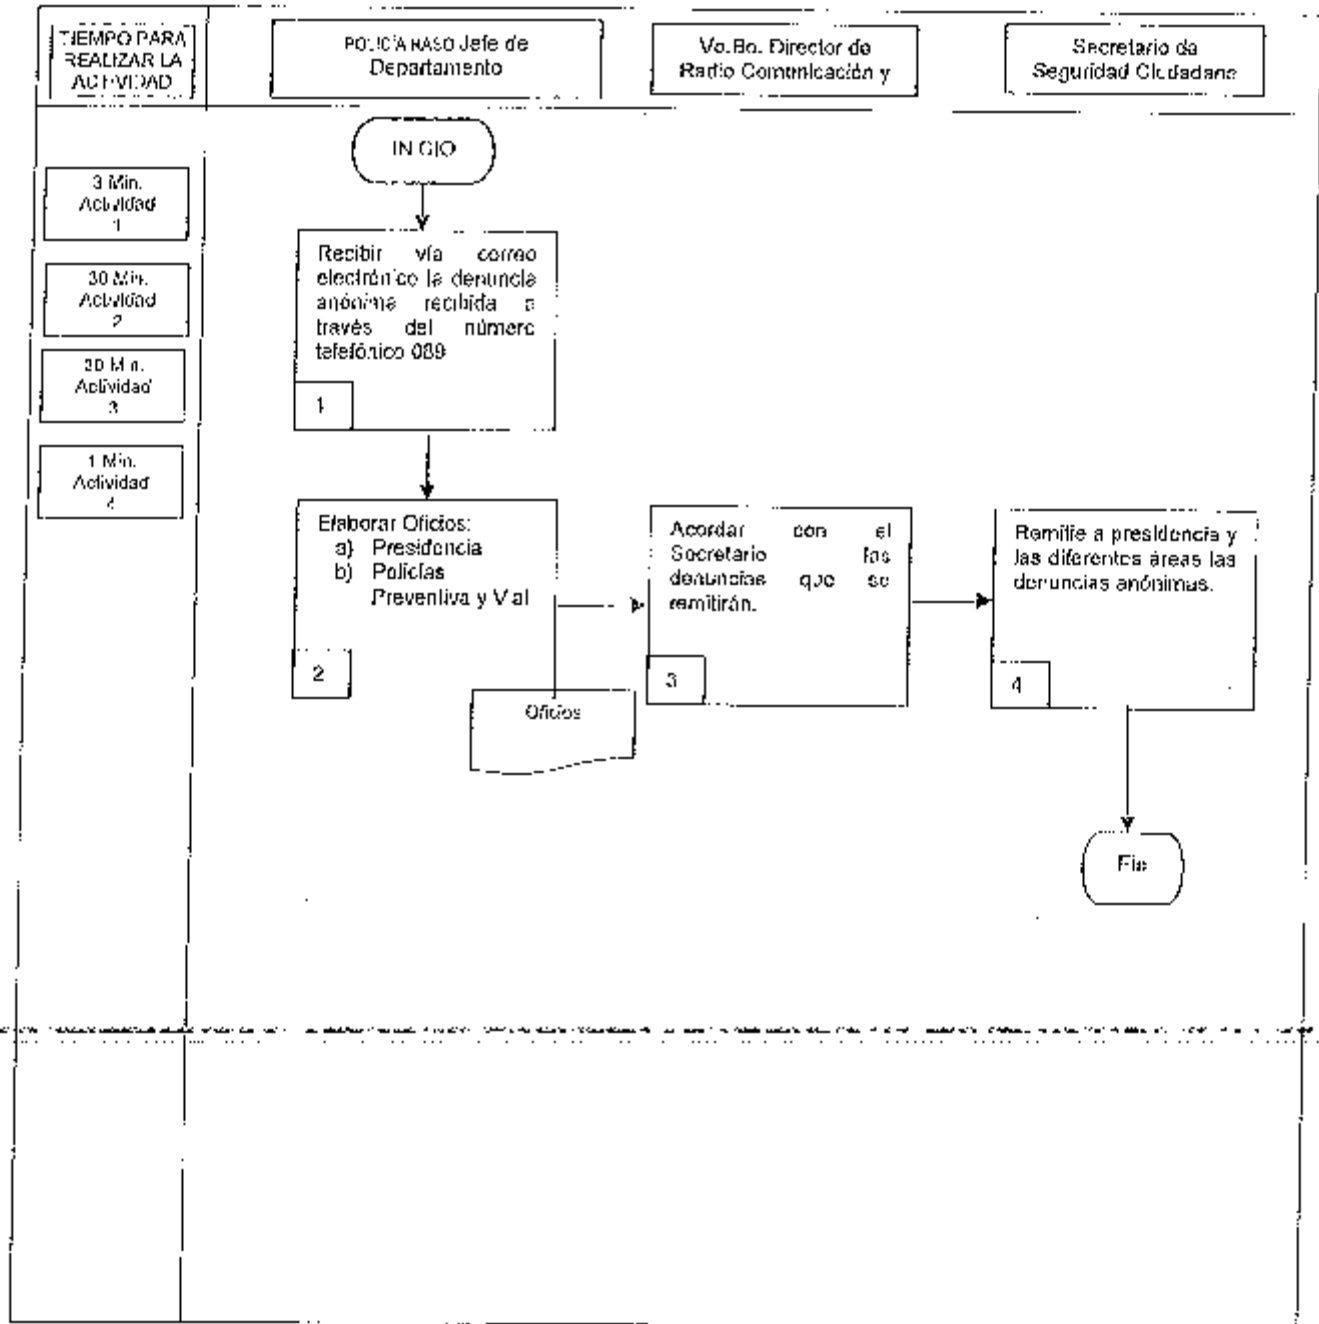 TIEMPO PARA
REALIZAR LA
ACTIVIDAD
POLICÍA RASO Jefe de
Departamento
Vo.Bo. Director de
Radio Comunicación y
Secretario de
Seguridad Ciudadana
INICIO
3 Min.
Actividad
1
30 Min.
Actividad
2
Min.
Actividad
3
1 Min.
Actividad
4
Recibir vía correo
electrónico la denuncia
anónima recibida a
través del número
telefónico 089
1
Elaborar Oficios:
a) Presidencia
b) Policías
Preventiva y Vial
2
Oficios
Acordar con el
Secretario las
denuncias que se
remitirán.
3
Remite a presidencia y
las diferentes áreas las
denuncias anónimas.
4
Fin